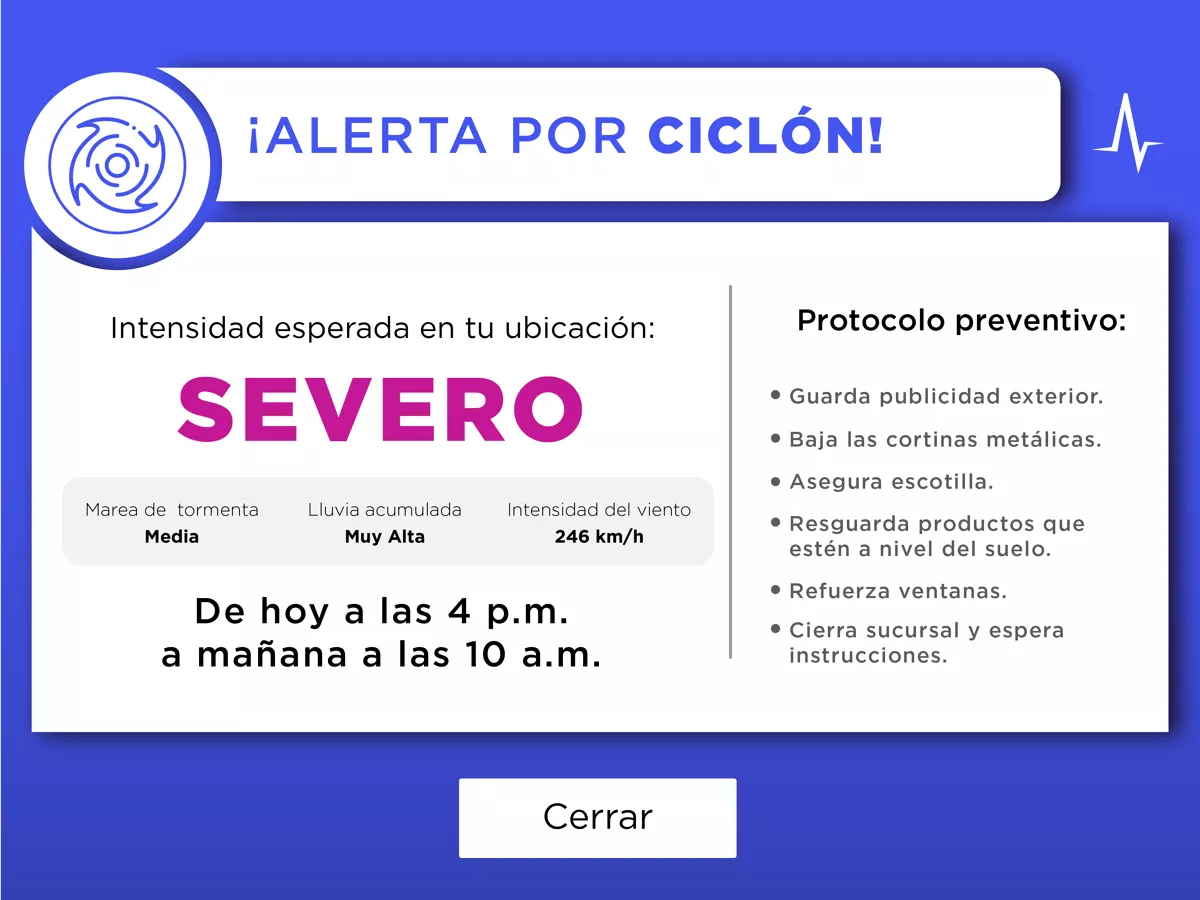 ¡ALERTA POR CICLÓN!
Intensidad esperada en tu ubicación:
SEVERO
Marea de tormenta
Media
Lluvia acumulada
Muy Alta
Intensidad del viento
246 km/h
De hoy a las 4 p.m.
a mañana a las 10 a.m.
Protocolo preventivo:
• Guarda publicidad exterior.
• Baja las cortinas metálicas.
• Asegura escotilla.
• Resguarda productos que
estén a nivel del suelo.
• Refuerza ventanas.
• Cierra sucursal y espera
instrucciones.
Cerrar